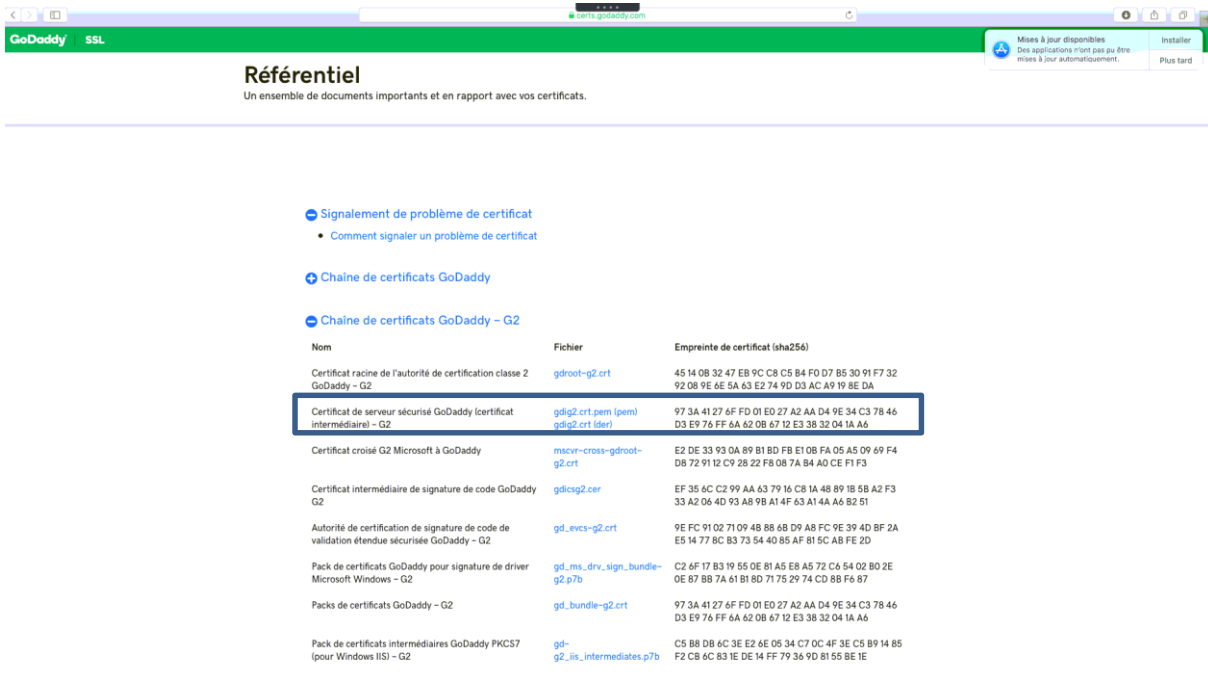 certs.godaddy.com
GoDaddy SSL
Mises à jour disponibles
Des applications n'ont pas pu être
mises à jour automatiquement.
Installer
Plus tard
Référentiel
Un ensemble de documents importants et en rapport avec vos certificats.
Signalement de problème de certificat
• Comment signaler un problème de certificat
Chaîne de certificats GoDaddy
Chaîne de certificats GoDaddy – G2
Nom Fichier Empreinte de certificat (sha256)
Certificat racine de l'autorité de certification classe 2 gdroot-g2.crt 45 14 0B 32 47 EB 9C C8 C5 B4 F0 D7 B5 30 91 F7 32
GoDaddy – G2 92 08 9E 6E 5A 63 E2 74 9D D3 AC A9 19 8E DA
Certificat de serveur sécurisé GoDaddy (certificat gdig2.crt.pem (pem) 97 3A 41 27 6F FD 01 E0 27 A2 AA D4 9E 34 C3 78 46
intermédiaire) – G2 gdig2.crt (der) D3 E9 76 FF 6A 62 0B 67 12 E3 38 32 04 1A A6
Certificat croisé G2 Microsoft à GoDaddy mscvr-cross-gdroot- E2 DE 33 93 0A 89 B1 BD FB E1 0B FA 05 A5 09 69 F4
g2.crt D8 72 91 12 C9 28 22 F8 08 7A B4 A0 CE F1 F3
Certificat intermédiaire de signature de code GoDaddy gdicsg2.cer EF 35 6C C2 99 AA 63 79 16 C8 1A 48 89 1B 5B A2 F3
G2 33 A2 06 4D 93 A8 9B A1 4F 63 A1 4A A6 B2 51
Autorité de certification de signature de code de gd_evcs-g2.crt 9E FC 91 02 71 09 4B 88 6B D9 A8 FC 9E 39 4D BF 2A
validation étendue sécurisée GoDaddy – G2 E5 14 77 8C B3 73 54 40 85 AF 81 5C AB FE 2D
Pack de certificats GoDaddy pour signature de driver gd_ms_drv_sign_bundle- C2 6F 17 B3 19 55 0E 81 A5 E8 A5 72 C6 54 02 B0 2E
Microsoft Windows – G2 g2.p7b 0E 87 BB 7A 61 B1 8D 71 75 29 74 CD 8B F6 87
Packs de certificats GoDaddy – G2 gd_bundle-g2.crt 97 3A 41 27 6F FD 01 E0 27 A2 AA D4 9E 34 C3 78 46
D3 E9 76 FF 6A 62 0B 67 12 E3 38 32 04 1A A6
Pack de certificats intermédiaires GoDaddy PKCS7 gd- C5 B8 DB 6C 3E E2 6E 05 34 C7 0C 4F 3E C5 B9 14 85
(pour Windows IIS) – G2 g2_iis_intermediates.p7b F2 CB 6C 83 1E DE 14 FF 79 36 9D 81 55 BE 1E